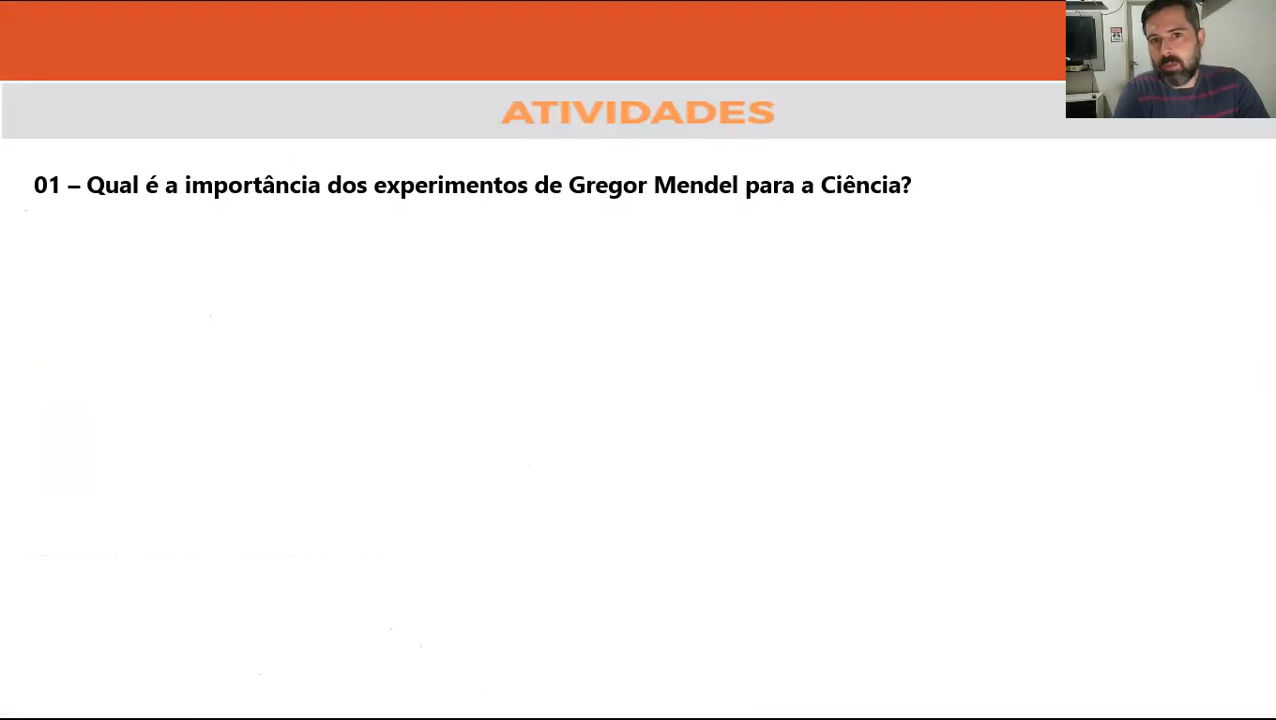 ATIVIDADES
01 – Qual é a importância dos experimentos de Gregor Mendel para a Ciência?